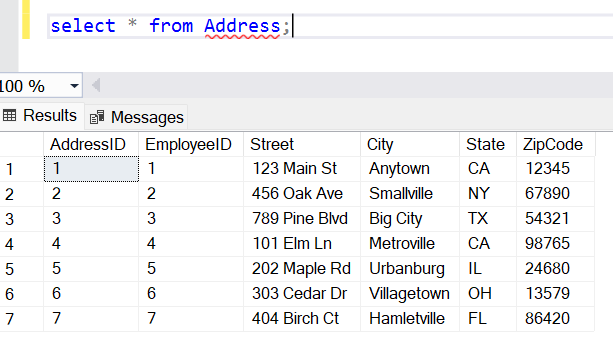 select * from Address;
100 %
Results Messages
AddressID EmployeeID Street City State ZipCode
1 1 1 123 Main St Anytown CA 12345
2 2 2 456 Oak Ave Smallville NY 67890
3 3 3 789 Pine Blvd Big City TX 54321
4 4 4 101 Elm Ln Metroville CA 98765
5 5 5 202 Maple Rd Urbanburg IL 24680
6 6 6 303 Cedar Dr Villagetown OH 13579
7 7 7 404 Birch Ct Hamletville FL 86420